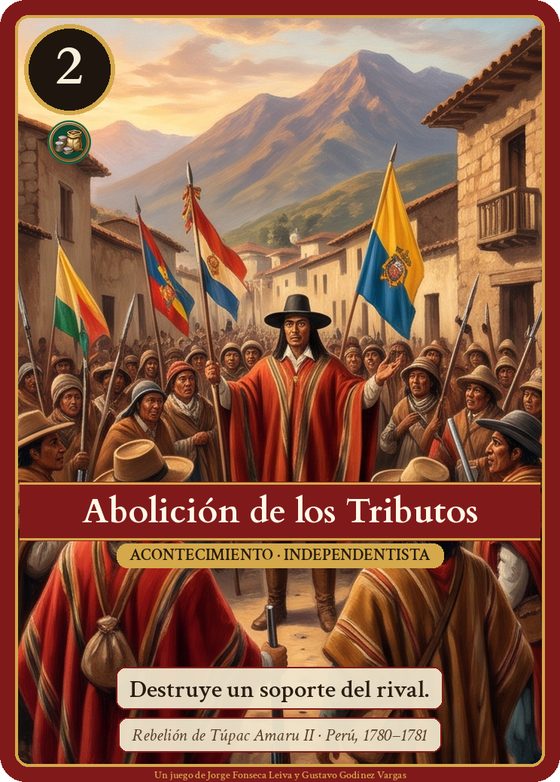 2
Abolición de los Tributos
ACONTECIMIENTO · INDEPENDENTISTA
Destruye un soporte del rival.
Rebelión de Túpac Amaru II · Perú, 1780–1781
Un juego de Jorge Fonseca Leiva y Gustavo Godínez Vargas